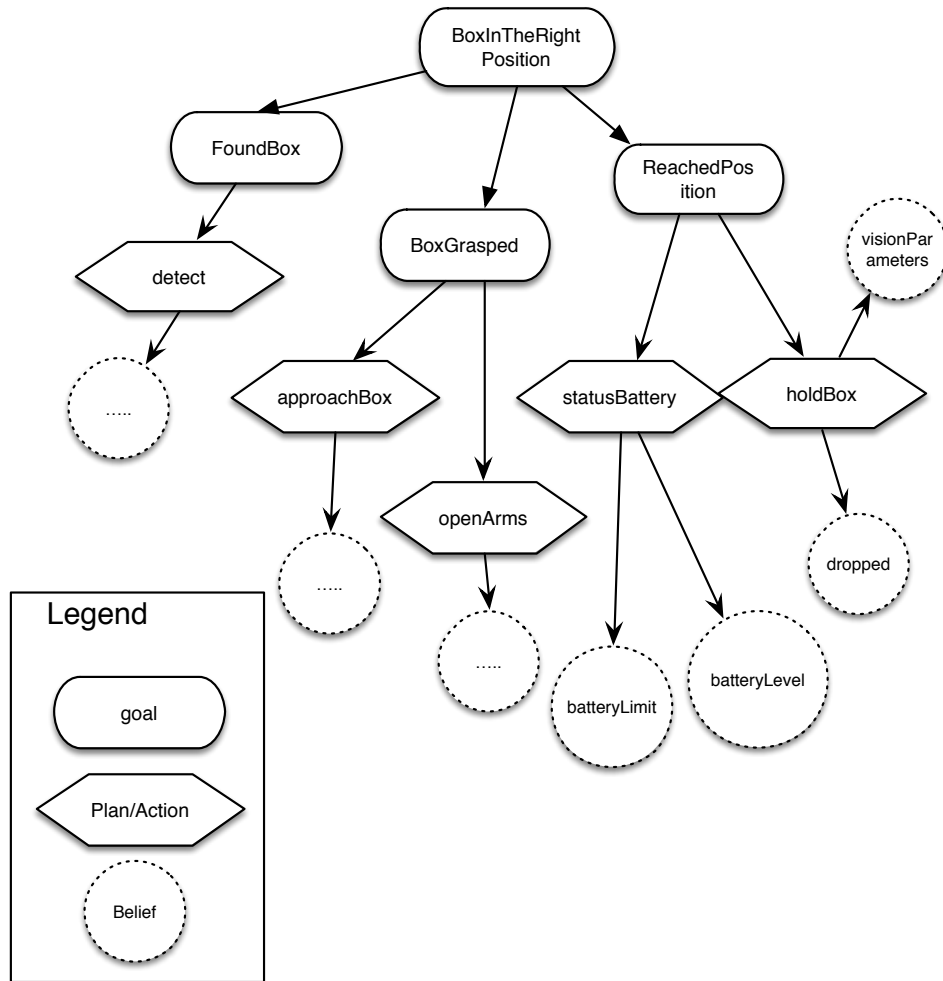 BoxInTheRight
Position
FoundBox
ReachedPos
ition
BoxGrasped
visionPar
ameters
detect
approachBox
statusBattery
holdBox
.....
openArms
dropped
.....
.....
batteryLimit
batteryLevel
Legend
goal
Plan/Action
Belief